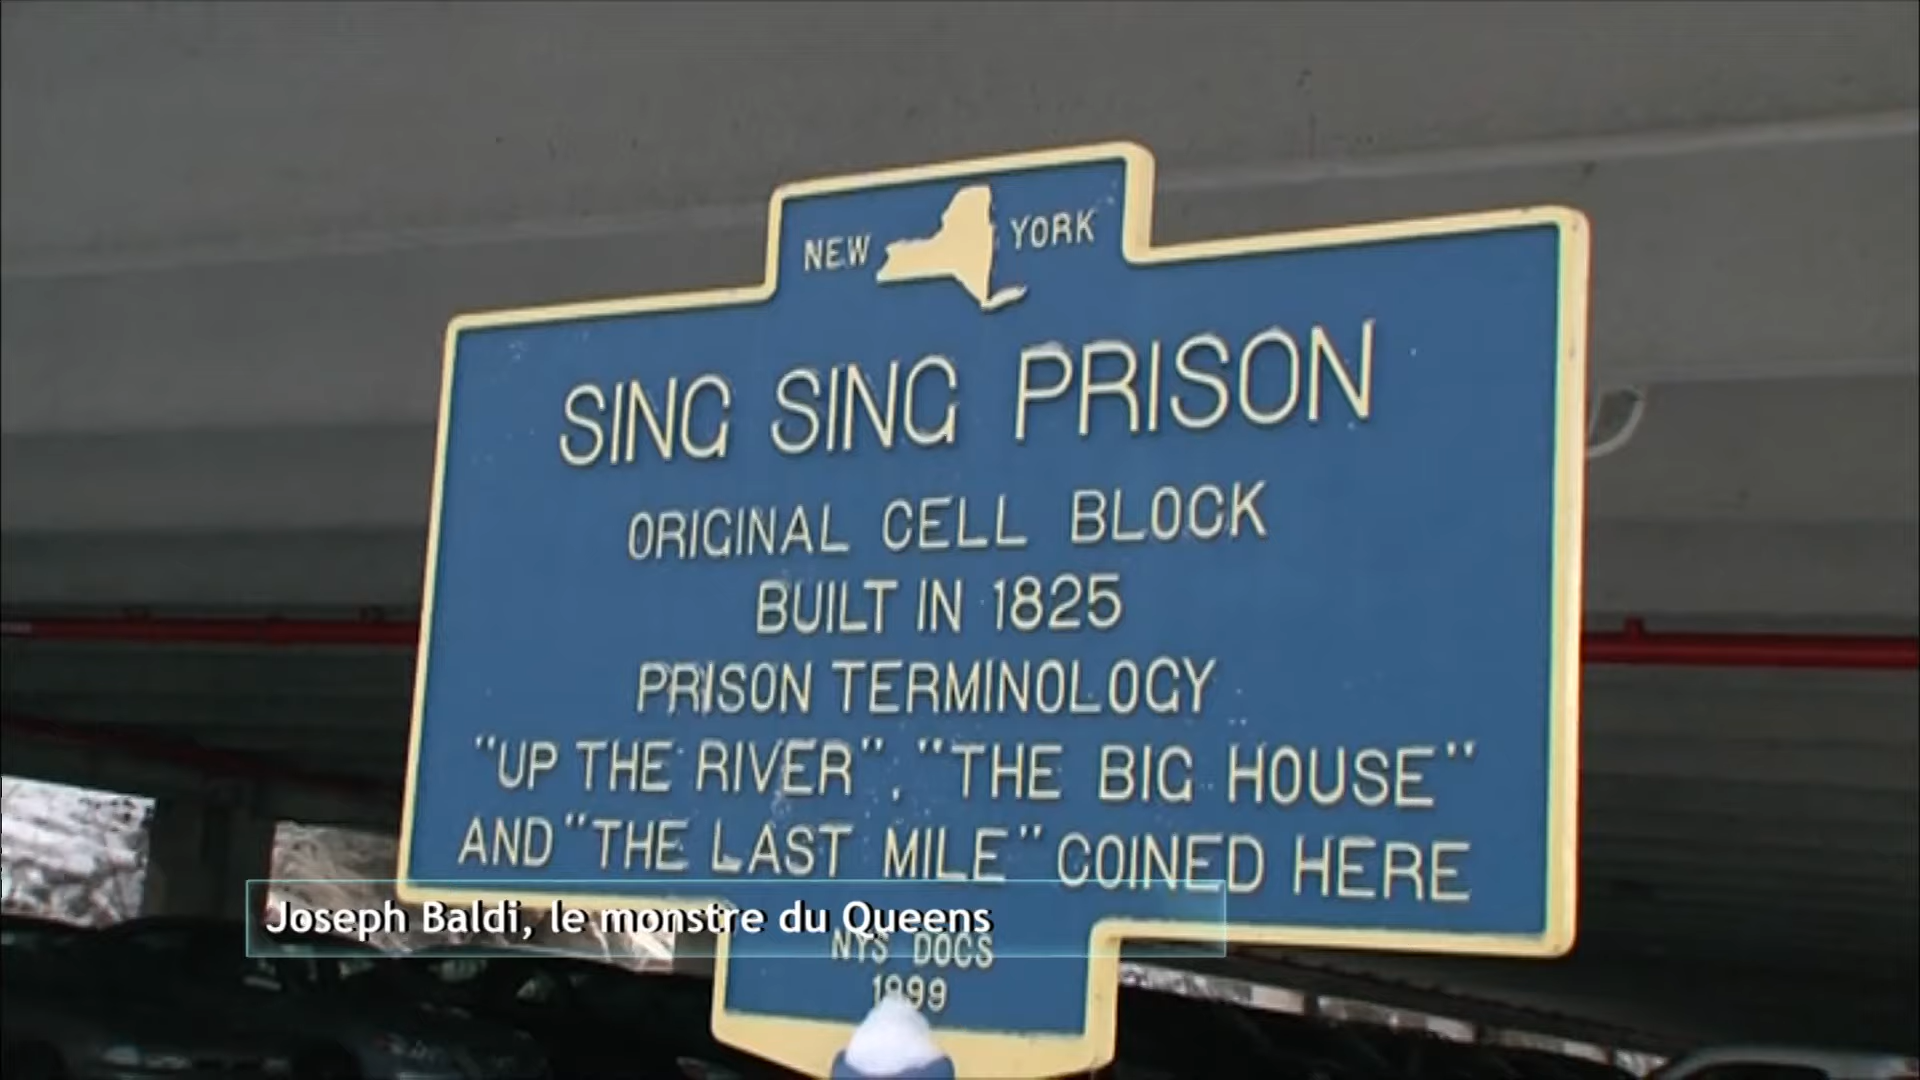 NEW YORK
SING SING PRISON
ORIGINAL CELL BLOCK
BUILT IN 1825
PRISON TERMINOLOGY
"UP THE RIVER", "THE BIG HOUSE"
AND "THE LAST MILE" COINED HERE
Joseph Baldi, le monstre du Queens
NYS DOCS
1999